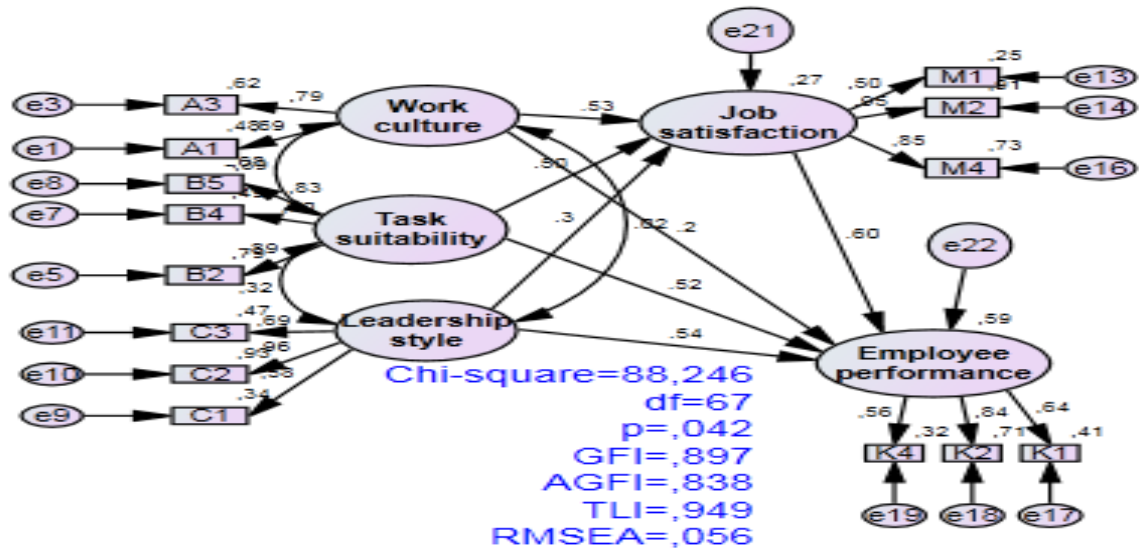 e21
,25
,62
,27
,50
M1
e13
e3
A3
,79
Work
culture
,53
Job
satisfaction
M2
e14
e1
A1
,85
,73
e8
B5
,83
.50
M4
e16
e7
B4
Task
suitability
.3
.2
.60
e22
e5
B2
,32
.52
,47
e11
C3
,69
Leadership
style
.54
,59
e10
C2
Employee
performance
e9
,34
C1
Chi-square=88,246
df=67
p=,042
GFI=,897
AGFI=,838
TLI=,949
RMSEA=,056
,56
,32
,84
,71
,64
,41
K4
K2
K1
e19
e18
e17